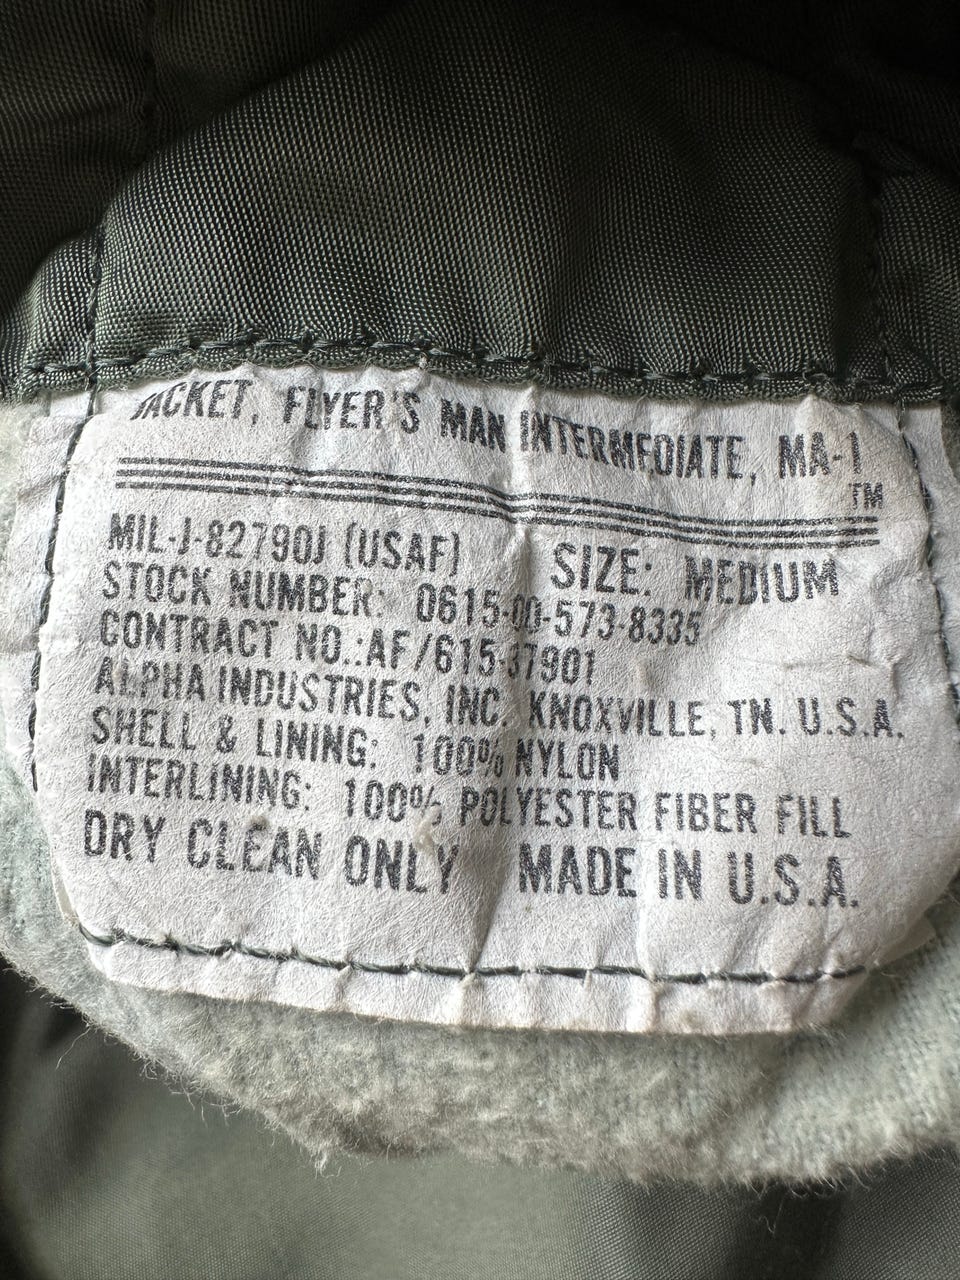 JACKET, FLYER'S MAN INTERMEDIATE, MA-1
TM
MIL-J-82790J (USAF) SIZE: MEDIUM
STOCK NUMBER: 0615-00-573-8335
CONTRACT NO.:AF/615-37901
ALPHA INDUSTRIES, INC. KNOXVILLE, TN. U.S.A.
SHELL & LINING: 100% NYLON
INTERLINING: 100% POLYESTER FIBER FILL
DRY CLEAN ONLY MADE IN U.S.A.